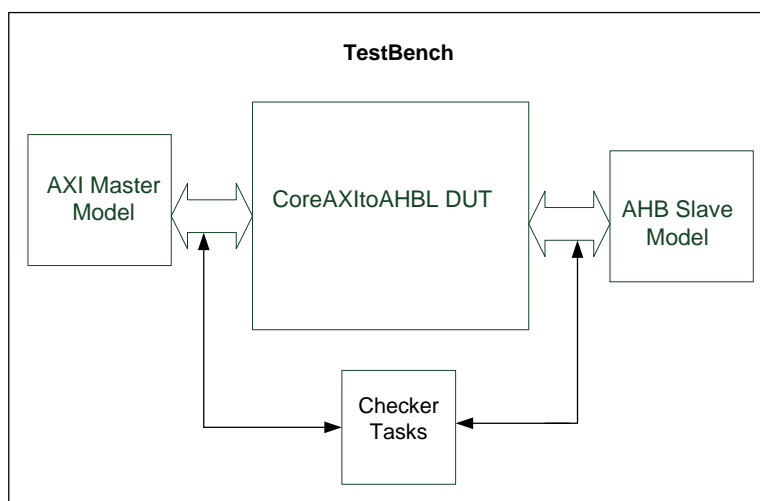 TestBench
AXI Master
Model
CoreAXItoAHBL DUT
AHB Slave
Model
Checker
Tasks